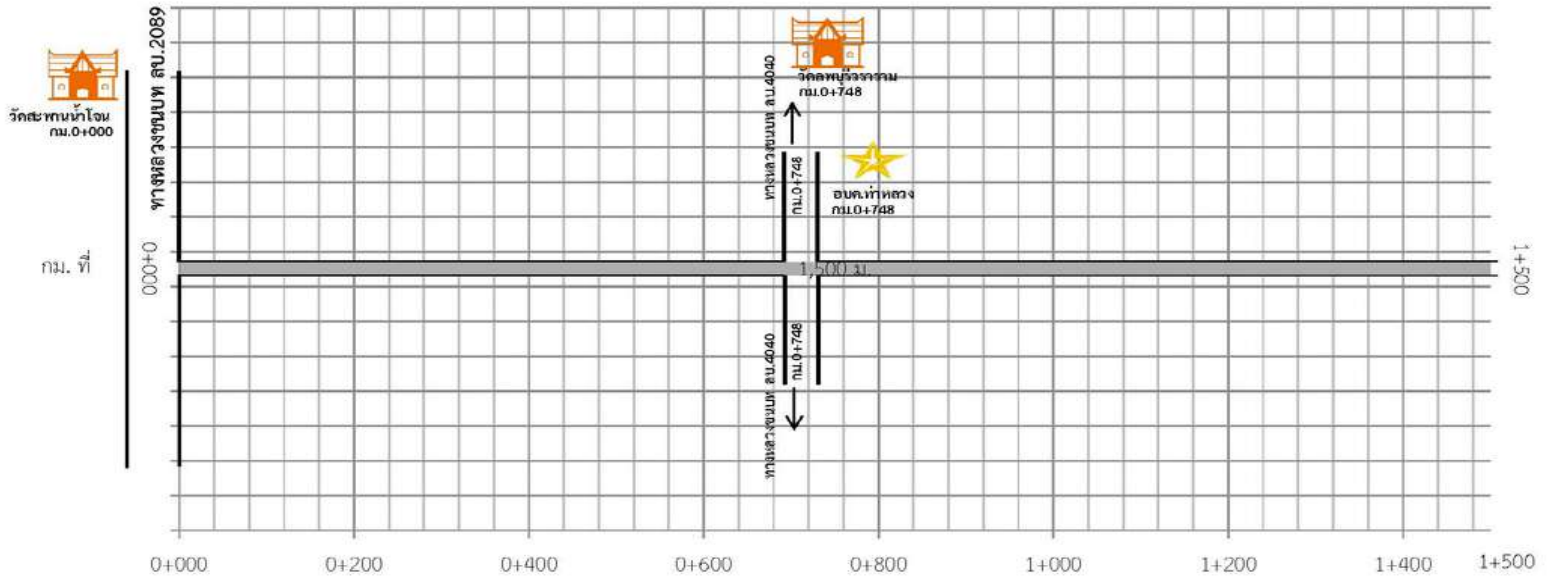 ทางหลวงชนบท ลบ.2089
วัดสะพานน้ำโจน
กม.0+000
ทางหลวงชนบท ลบ.4040
กม.0+748
วัดลพบุรีวราราม
กม.0+748
อบต.ท่าหลวง
กม.0+748
กม. ที่
0+000
1,500 ม.
1+500
ทางหลวงชนบท ลบ.4040
กม.0+748
0+000 0+200 0+400 0+600 0+800 1+000 1+200 1+400 1+500